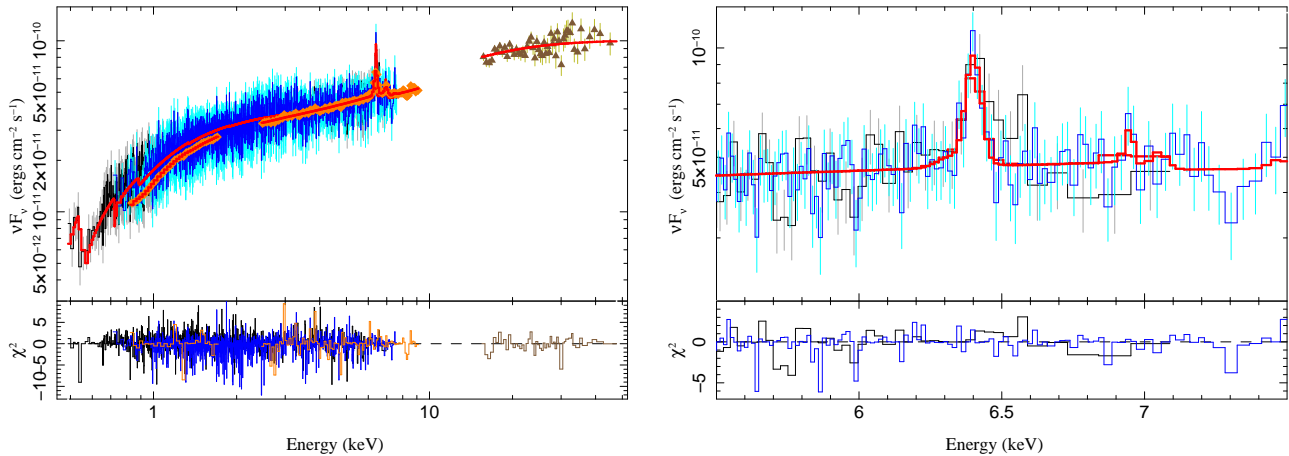 νFν (ergs cm−2 s−1)
10−10
5×10−11
2×10−11
10−11
5×10−12
χ2
5
0
−5
−10
1 10
Energy (keV)
νFν (ergs cm−2 s−1)
10−10
5×10−11
χ2
0
−5
6 6.5 7
Energy (keV)